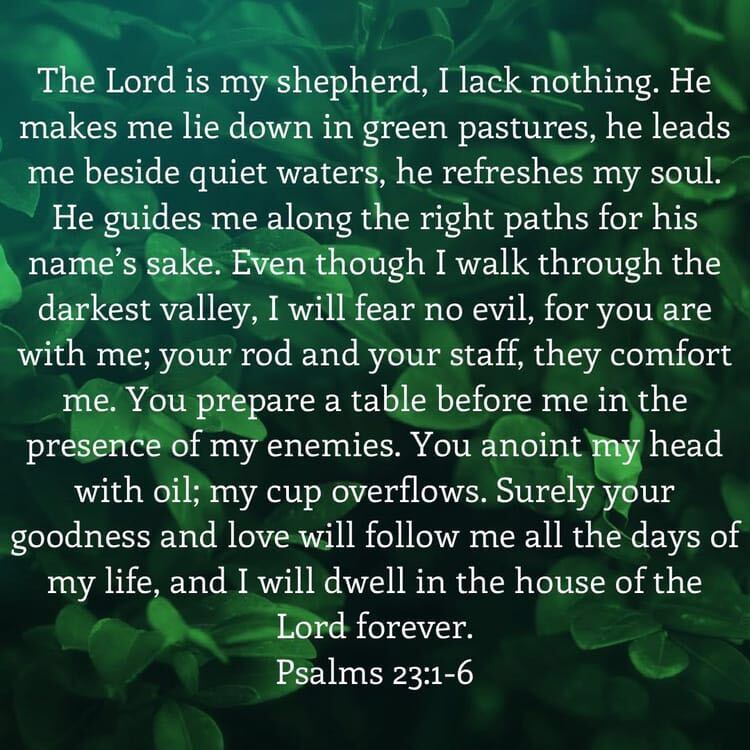 The Lord is my shepherd, I lack nothing. He
makes me lie down in green pastures, he leads
me beside quiet waters, he refreshes my soul.
He guides me along the right paths for his
name’s sake. Even though I walk through the
darkest valley, I will fear no evil, for you are
with me; your rod and your staff, they comfort
me. You prepare a table before me in the
presence of my enemies. You anoint my head
with oil; my cup overflows. Surely your
goodness and love will follow me all the days of
my life, and I will dwell in the house of the
Lord forever.
Psalms 23:1-6